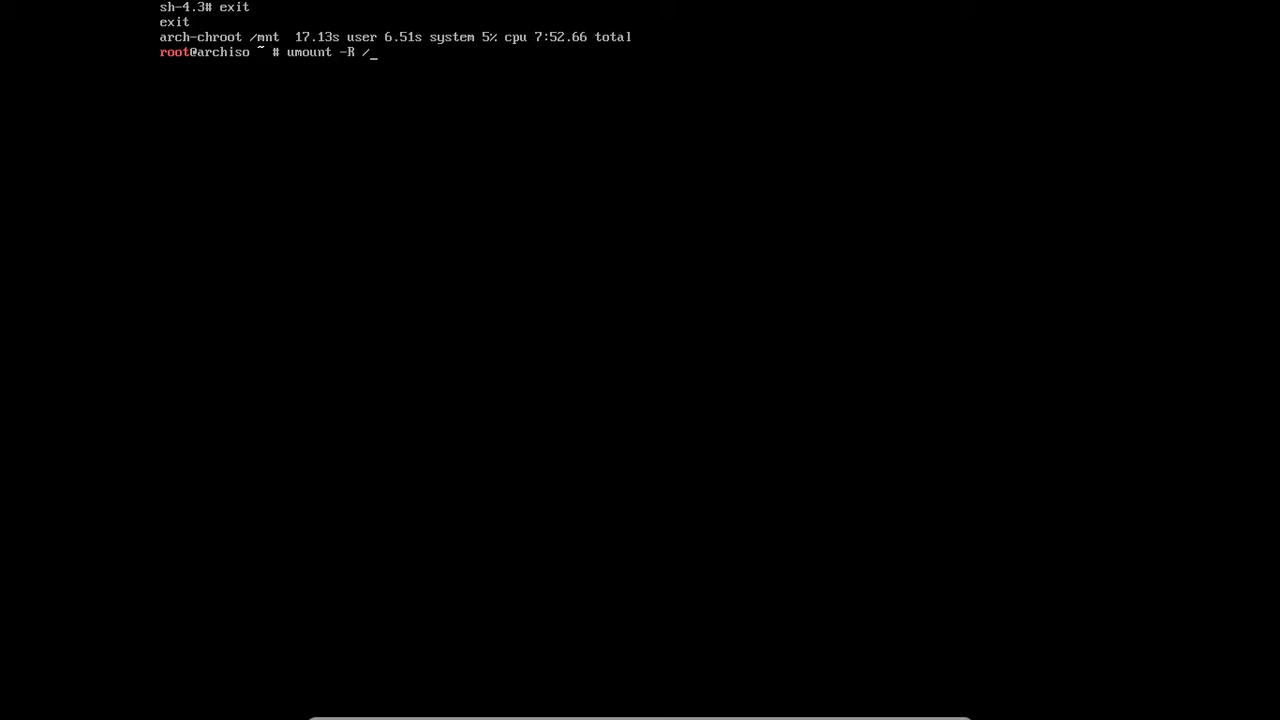 sh-4.3# exit
exit
arch-chroot /mnt  17.13s user 6.51s system 5% cpu 7:52.66 total
root@archiso ~ # umount -R /_